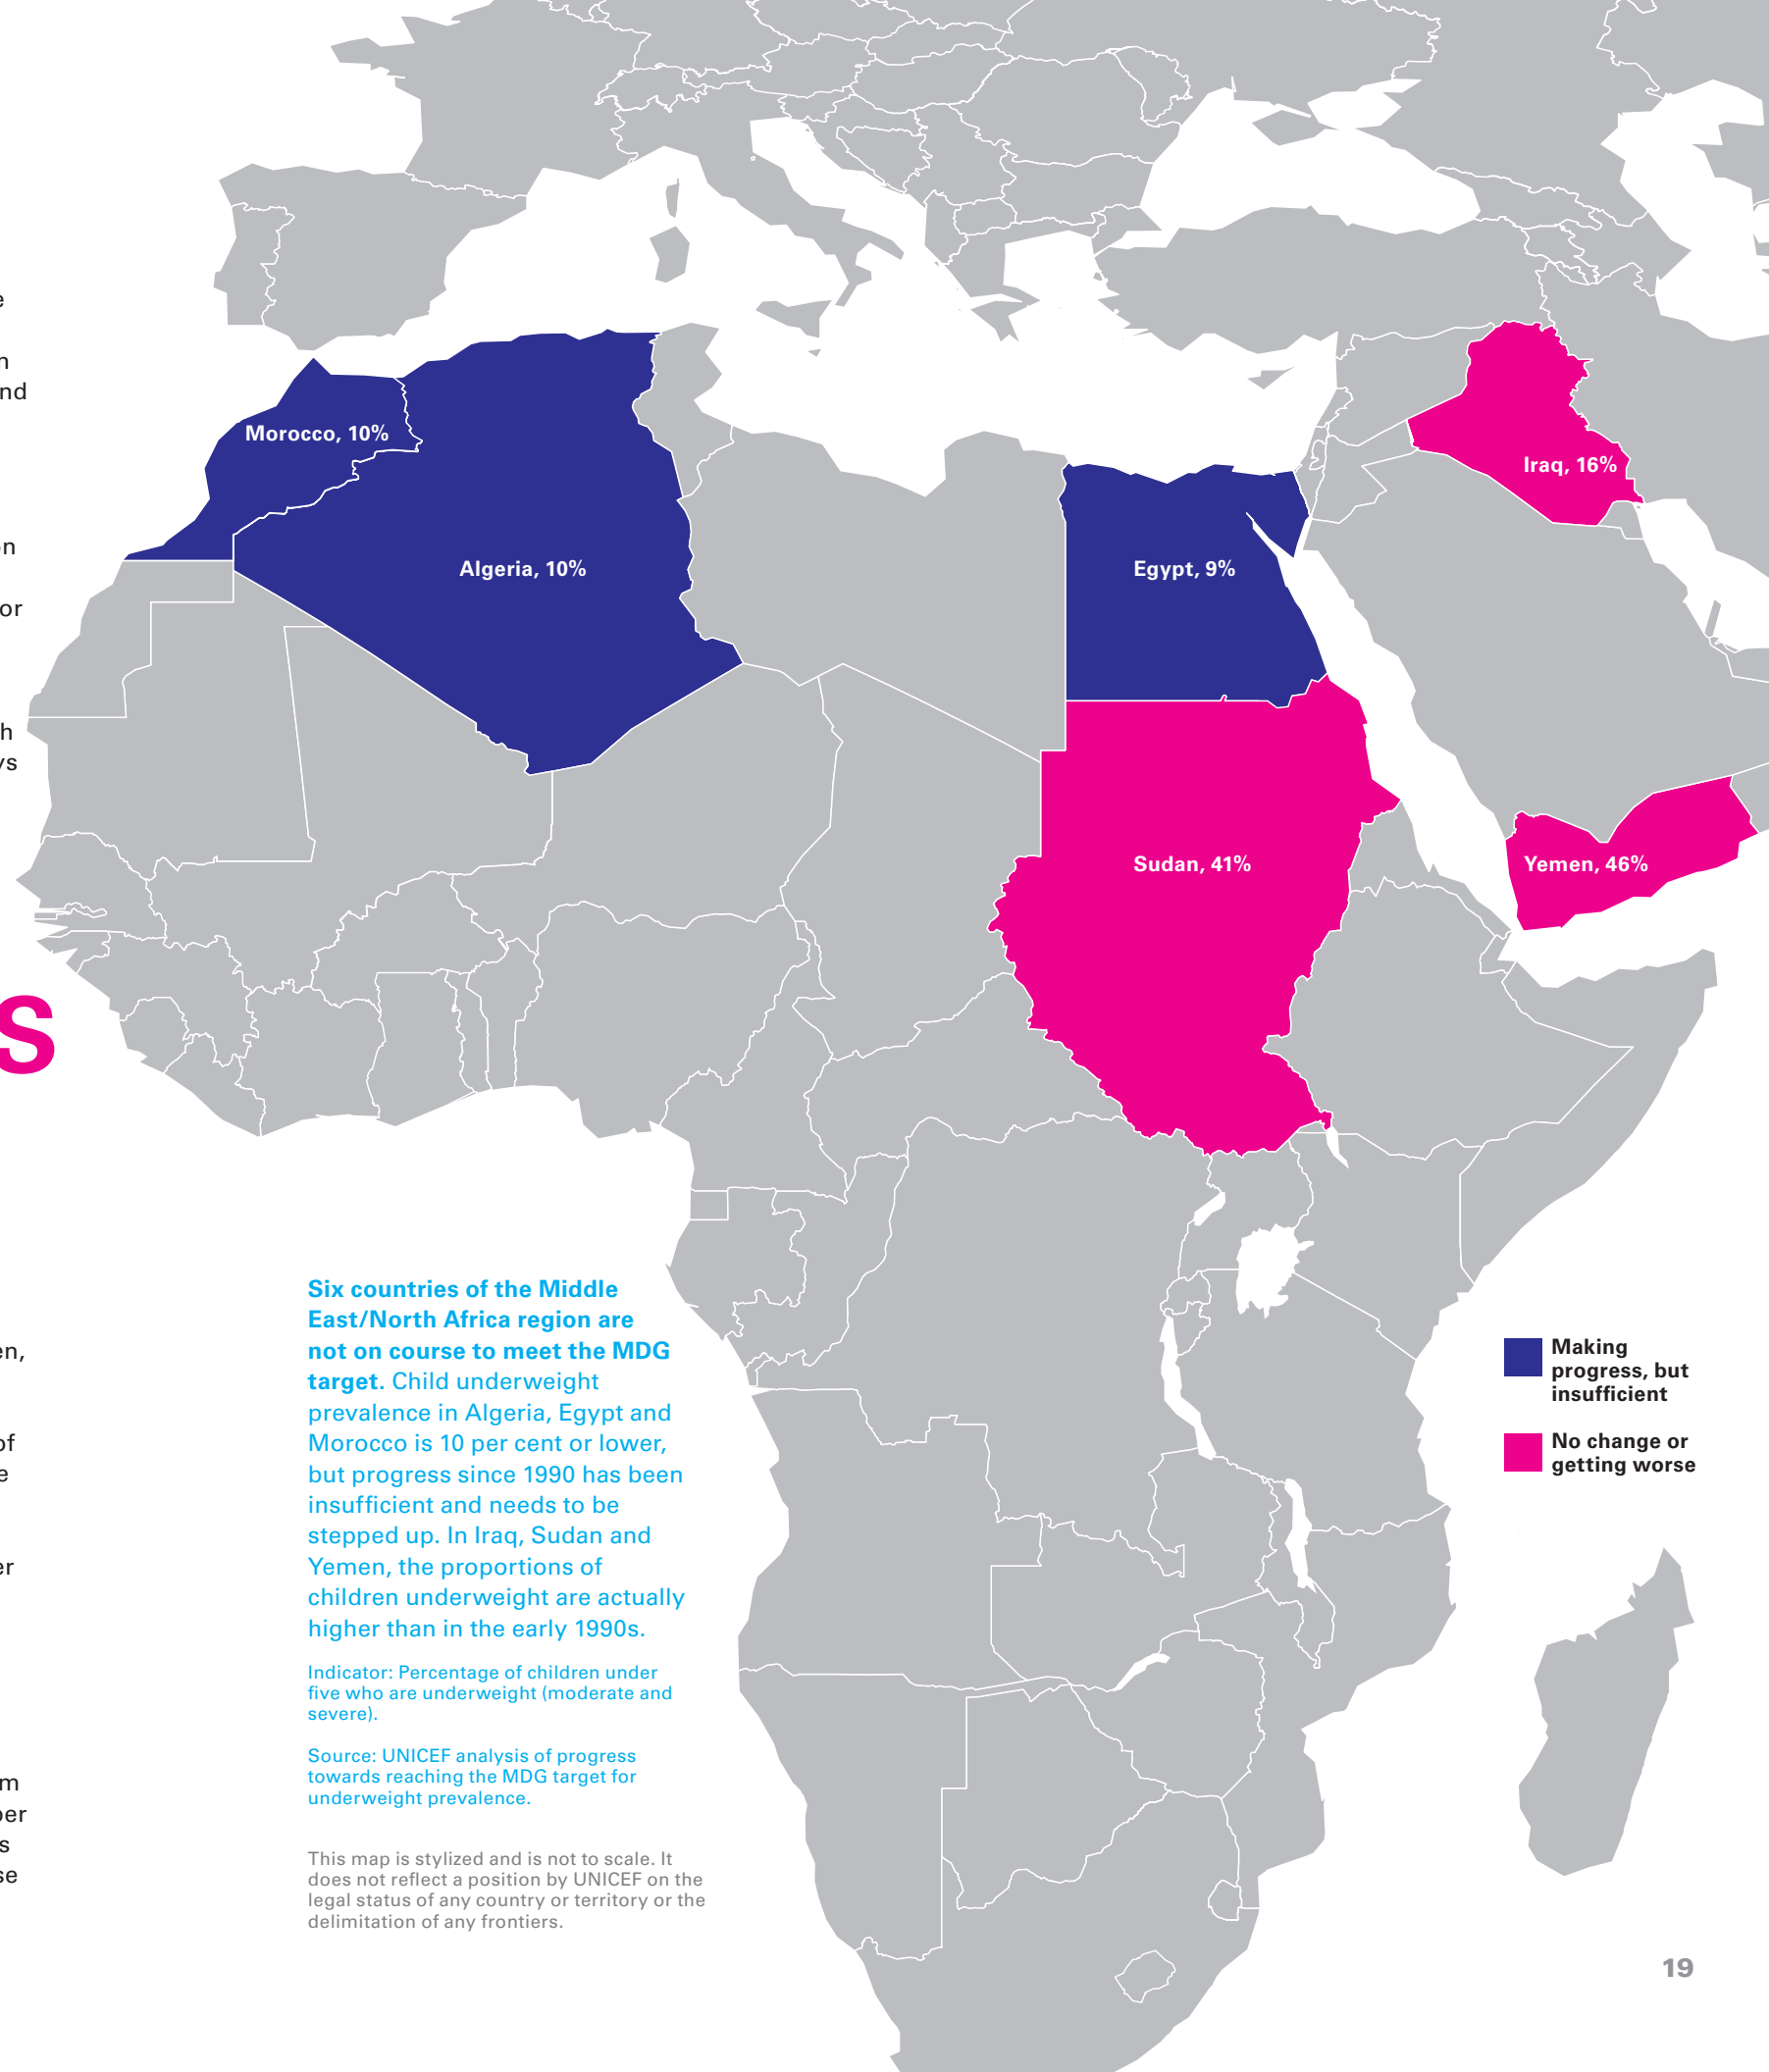 Morocco, 10%
Iraq, 16%
Algeria, 10%
Egypt, 9%
Sudan, 41%
Yemen, 46%
S
Six countries of the Middle
East/North Africa region are
not on course to meet the MDG
target. Child underweight
prevalence in Algeria, Egypt and
Morocco is 10 per cent or lower,
but progress since 1990 has been
insufficient and needs to be
stepped up. In Iraq, Sudan and
Yemen, the proportions of
children underweight are actually
higher than in the early 1990s.
Indicator: Percentage of children under
five who are underweight (moderate and
severe).
Source: UNICEF analysis of progress
towards reaching the MDG target for
underweight prevalence.
This map is stylized and is not to scale. It
does not reflect a position by UNICEF on the
legal status of any country or territory or the
delimitation of any frontiers.
Making
progress, but
insufficient
No change or
getting worse
19